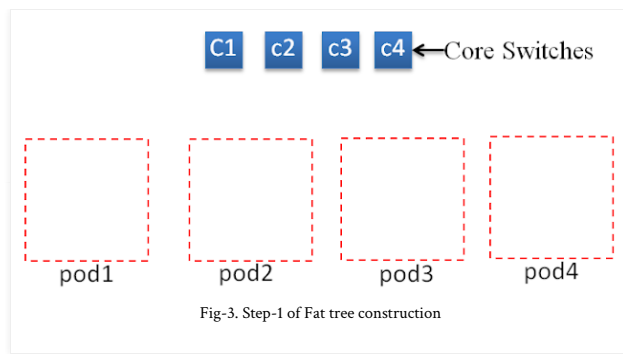 C1 c2 c3 c4 Core Switches
pod1 pod2 pod3 pod4
Fig-3. Step-1 of Fat tree construction